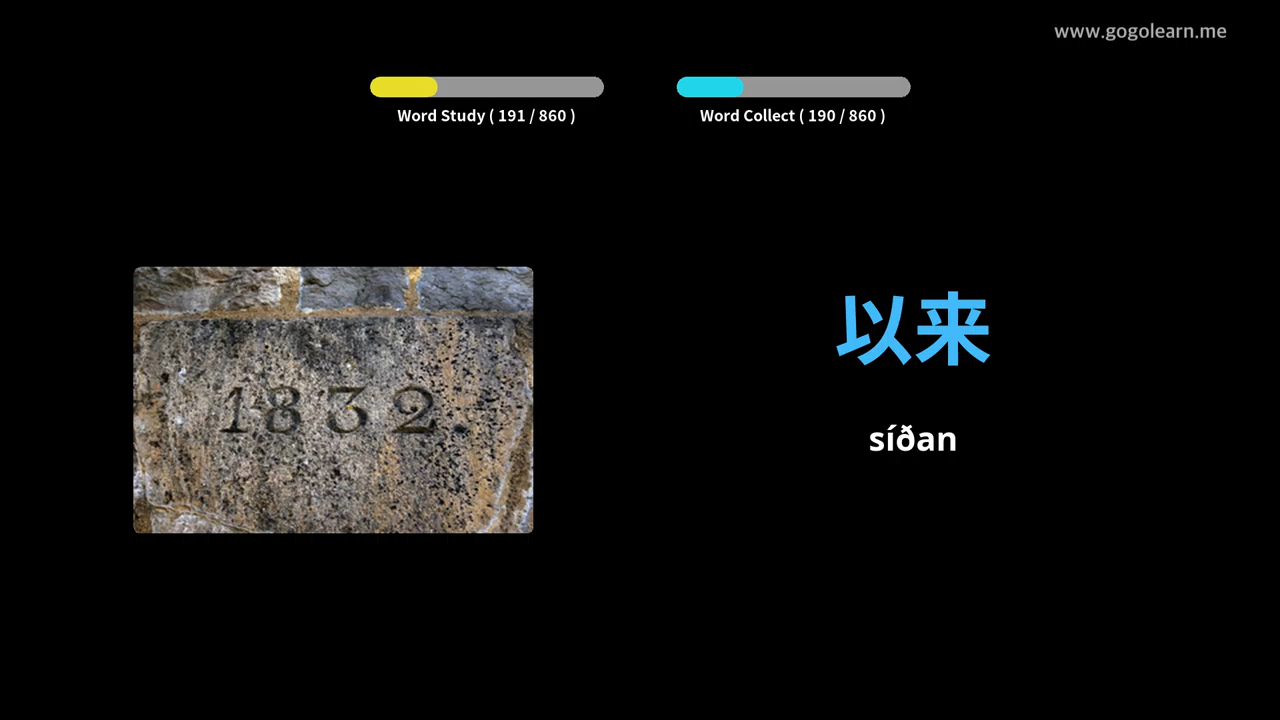 www.gogolearn.me
Word Study ( 191 / 860 )
Word Collect ( 190 / 860 )
1832
以来
síðan